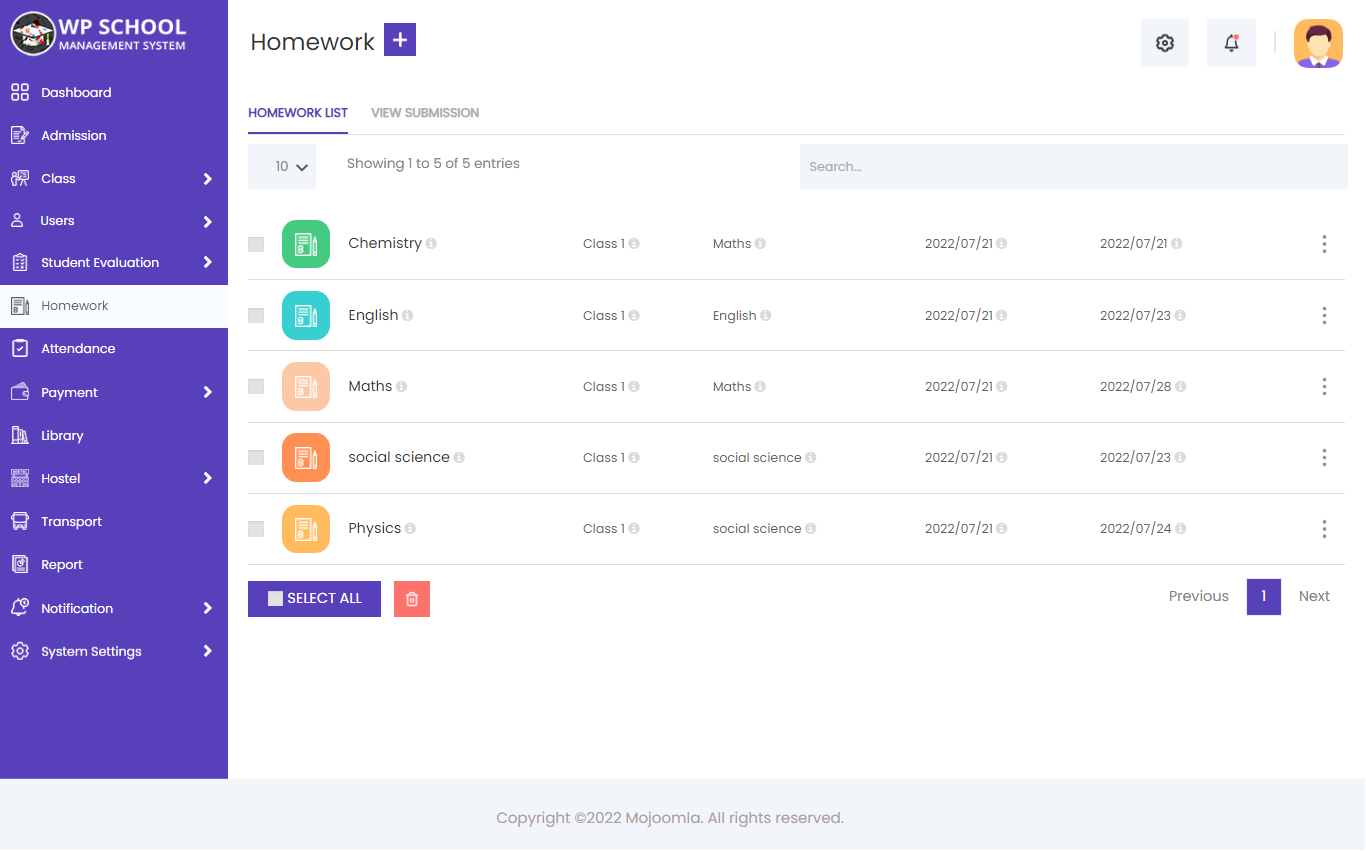 WP SCHOOL
MANAGEMENT SYSTEM
Dashboard
Admission
Class
Users
Student Evaluation
Homework
Attendance
Payment
Library
Hostel
Transport
Report
Notification
System Settings
Homework +
HOMEWORK LIST VIEW SUBMISSION
10 Showing 1 to 5 of 5 entries Search...
Chemistry Class 1 Maths 2022/07/21 2022/07/21
English Class 1 English 2022/07/21 2022/07/23
Maths Class 1 Maths 2022/07/21 2022/07/28
social science Class 1 social science 2022/07/21 2022/07/23
Physics Class 1 social science 2022/07/21 2022/07/24
SELECT ALL Previous 1 Next
Copyright ©2022 Mojoomla. All rights reserved.